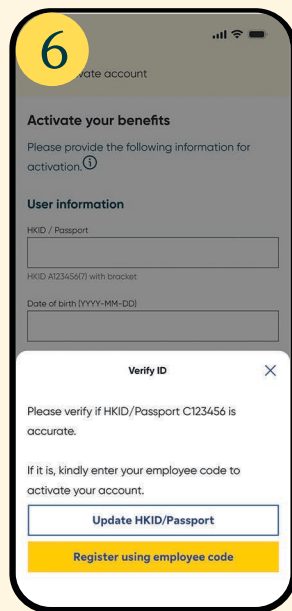 6
vate account
Activate your benefits
Please provide the following information for
activation.
User information
HKID / Passport
HKID A123456(7) with bracket
Date of birth (YYYY-MM-DD)
Verify ID
Please verify if HKID/Passport C123456 is
accurate.
If it is, kindly enter your employee code to
activate your account.
Update HKID/Passport
Register using employee code